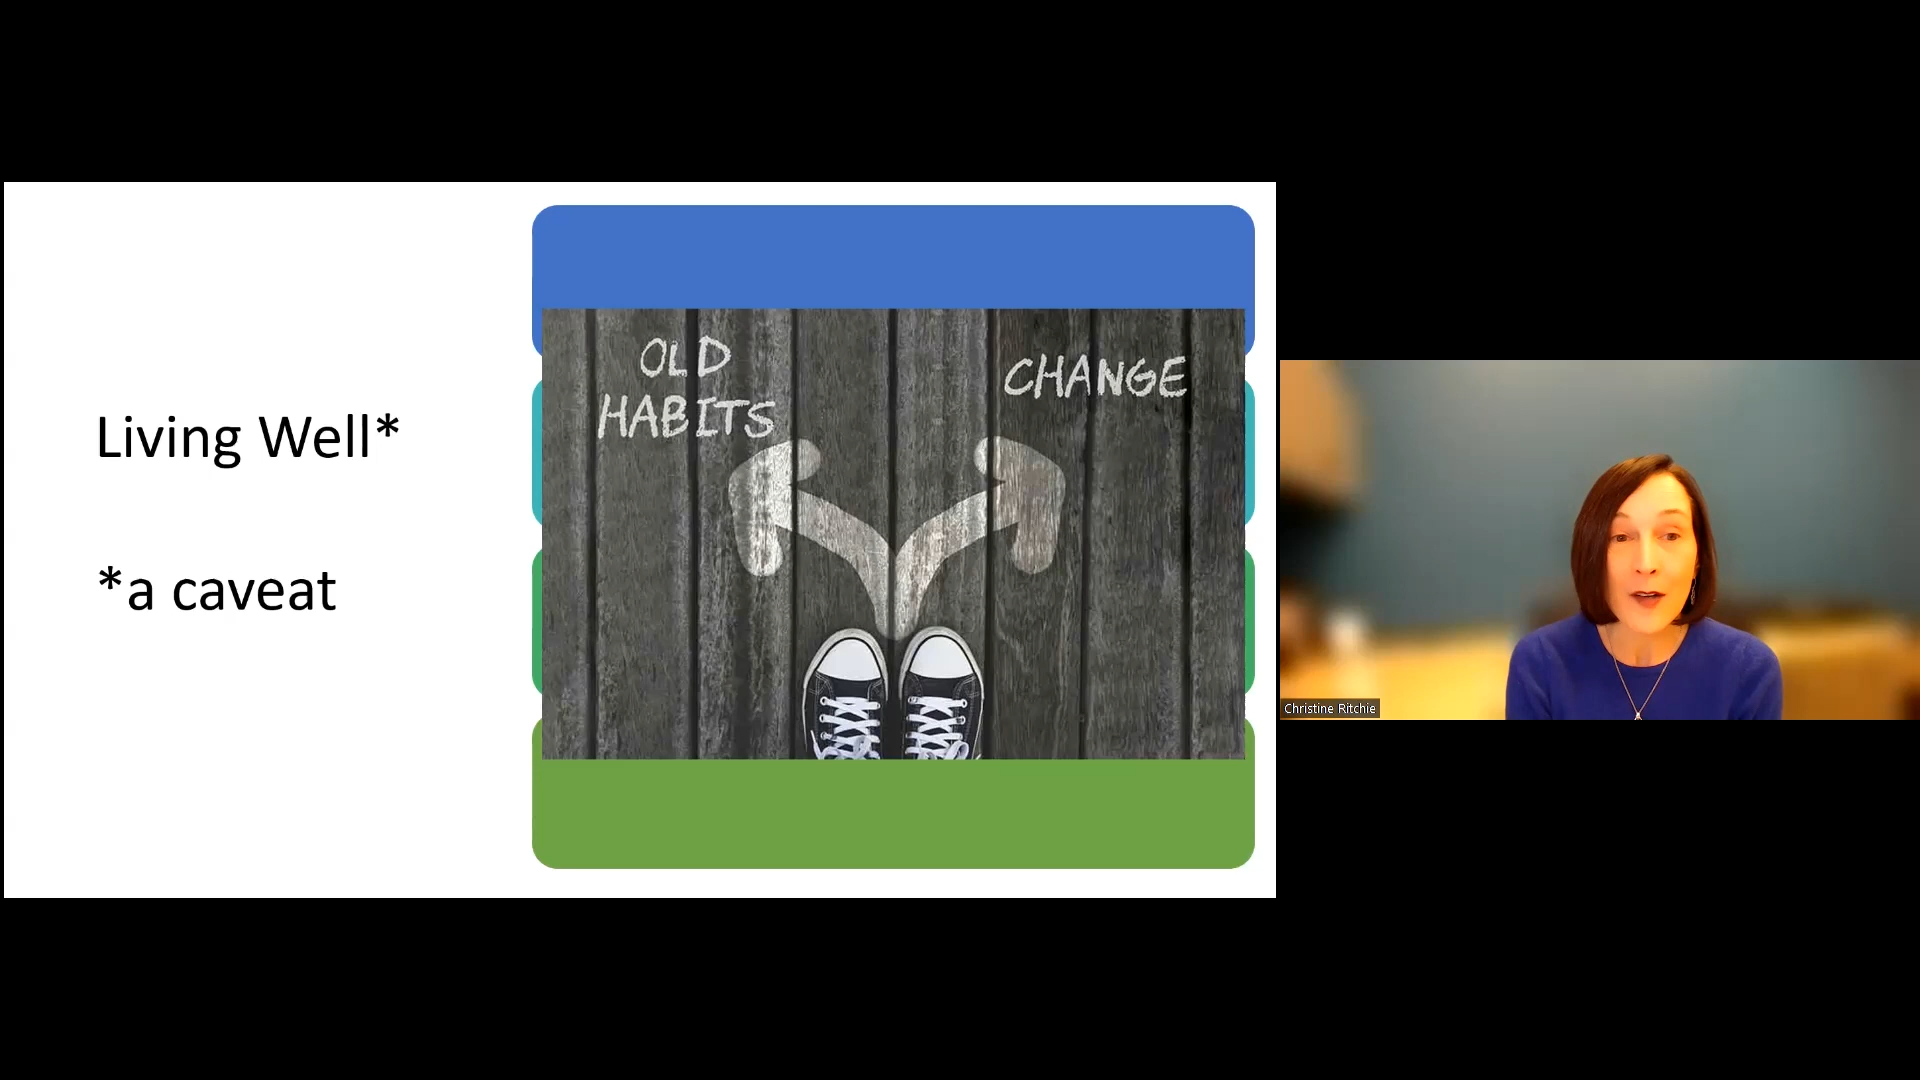 Living Well*
*a caveat
OLD
HABITS
CHANGE
Christine Ritchie